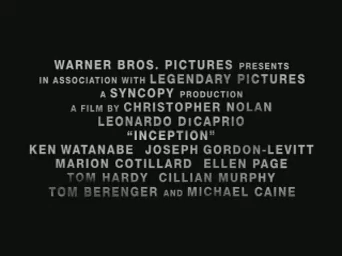 WARNER BROS. PICTURES PRESENTS
IN ASSOCIATION WITH LEGENDARY PICTURES
A SYNCOPY PRODUCTION
A FILM BY CHRISTOPHER NOLAN
LEONARDO DiCAPRIO
“INCEPTION”
KEN WATANABE JOSEPH GORDON-LEVITT
MARION COTILLARD ELLEN PAGE
TOM HARDY CILLIAN MURPHY
TOM BERENGER AND MICHAEL CAINE